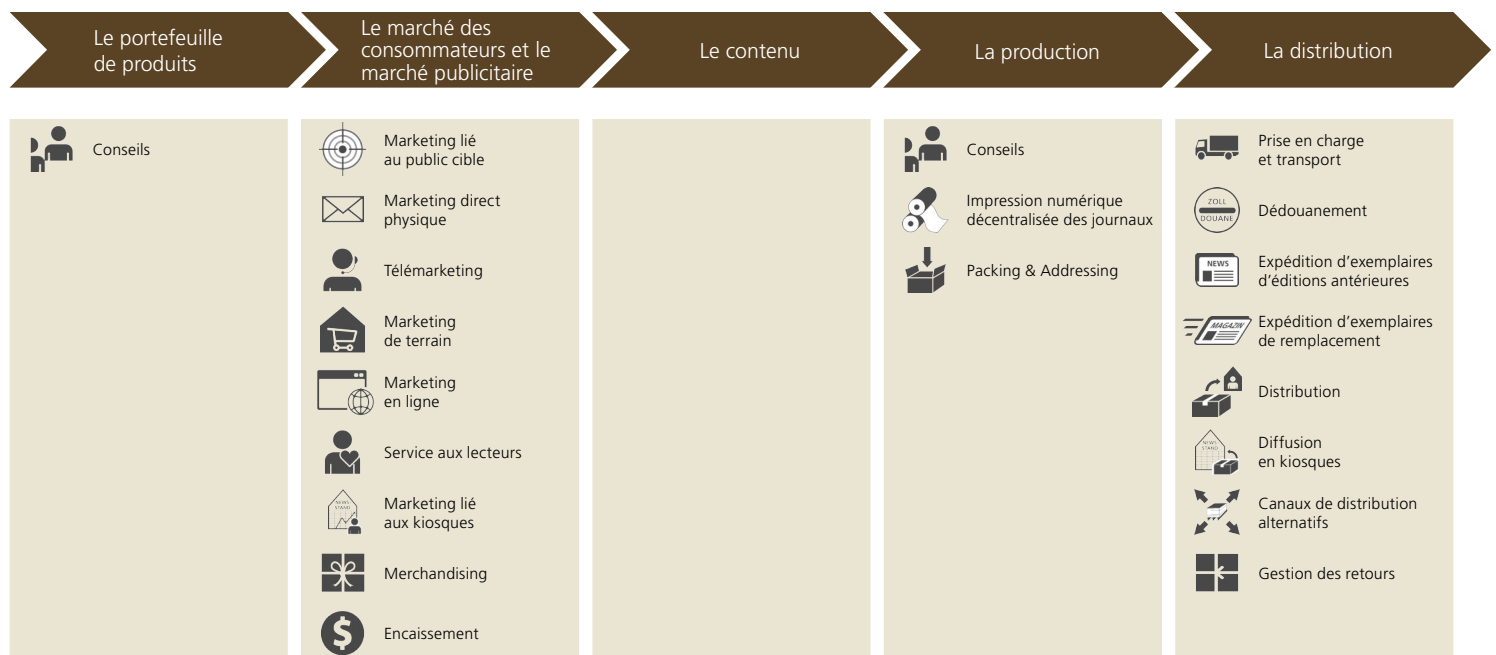 Le portefeuille
de produits
Le marché des
consommateurs et le
marché publicitaire
Le contenu
La production
La distribution
Conseils
Marketing lié
au public cible
Marketing direct
physique
Télémarketing
Marketing
de terrain
Marketing
en ligne
Service aux lecteurs
NEWS
STAND
Marketing lié
aux kiosques
Merchandising
$
Encaissement
Conseils
Impression numérique
décentralisée des journaux
Packing & Addressing
Prise en charge
et transport
ZOLL
DOUANE
Dédouanement
NEWS
Expédition d’exemplaires
d’éditions antérieures
MAGAZIN
Expédition d’exemplaires
de remplacement
Distribution
NEWS
STAND
Diffusion
en kiosques
Canaux de distribution
alternatifs
Gestion des retours